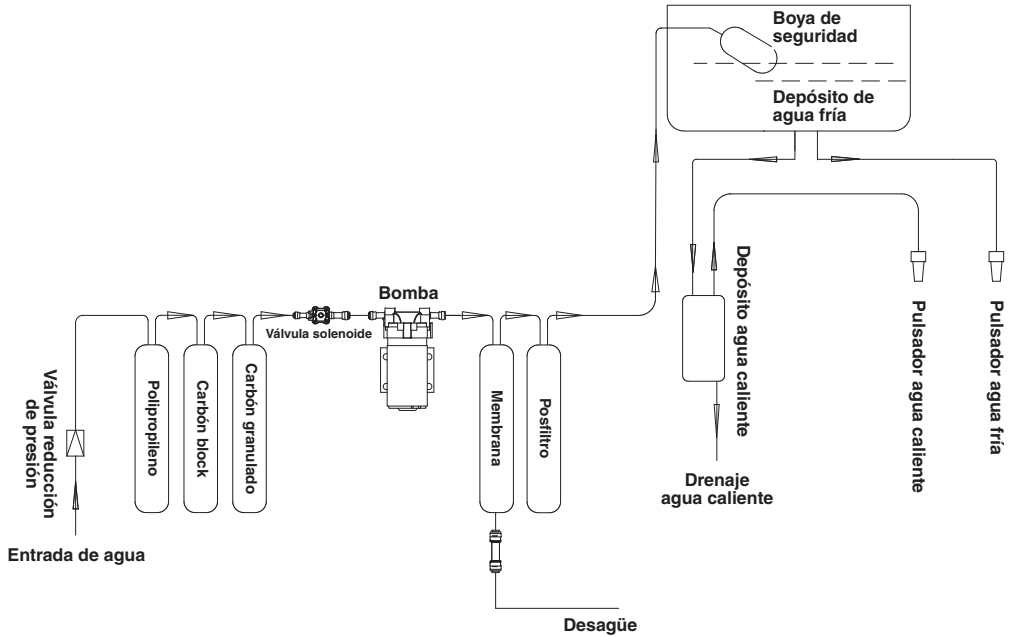 Boya de
seguridad
Depósito de
agua fría
Bomba
Válvula solenoide
Válvula reducción
de presión
Polipropileno
Carbón block
Carbón granulado
Membrana
Posfiltro
Depósito agua caliente
Pulsador agua caliente
Pulsador agua fría
Drenaje
agua caliente
Entrada de agua
Desagüe